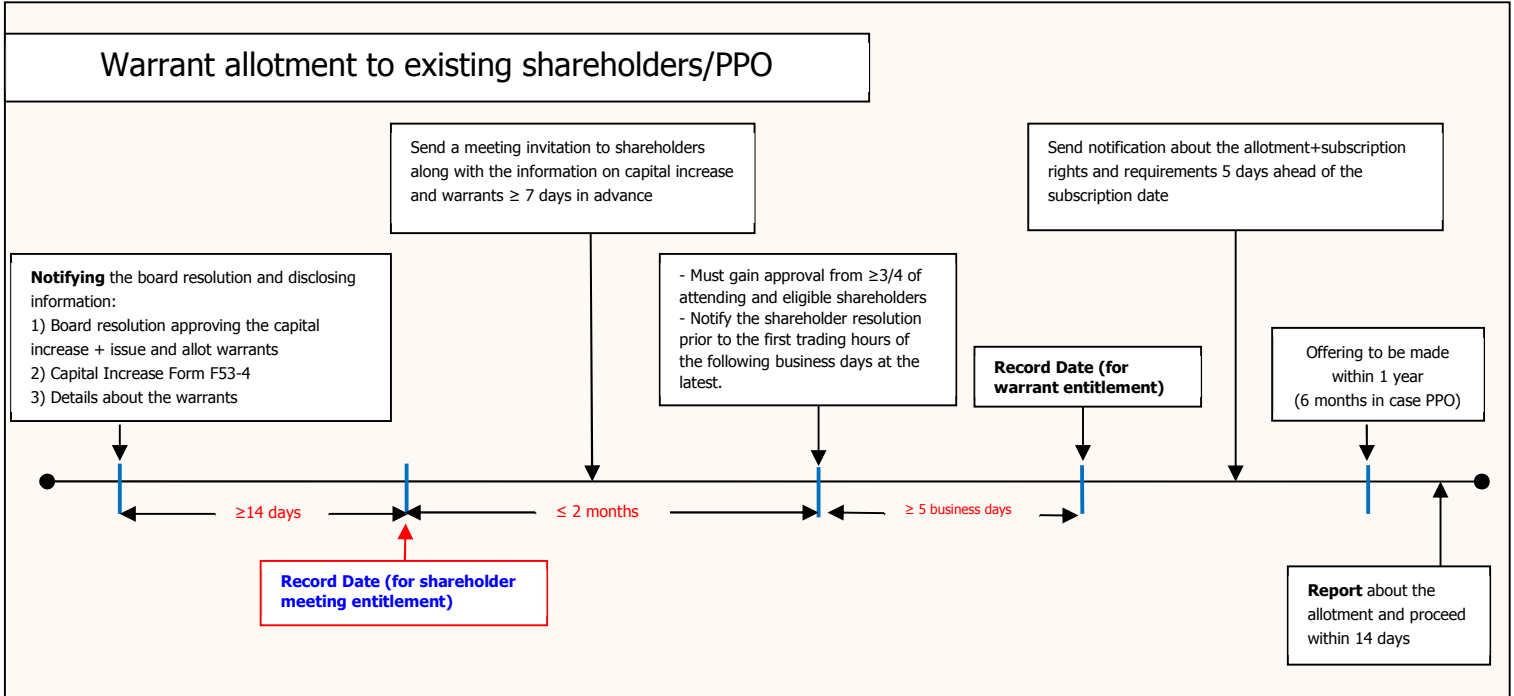 Warrant allotment to existing shareholders/PPO
Send a meeting invitation to shareholders
along with the information on capital increase
and warrants ≥ 7 days in advance
Send notification about the allotment+subscription
rights and requirements 5 days ahead of the
subscription date
Notifying the board resolution and disclosing
information:
1) Board resolution approving the capital
increase + issue and allot warrants
2) Capital Increase Form F53-4
3) Details about the warrants
- Must gain approval from ≥3/4 of
attending and eligible shareholders
- Notify the shareholder resolution
prior to the first trading hours of
the following business days at the
latest.
Record Date (for
warrant entitlement)
Offering to be made
within 1 year
(6 months in case PPO)
≥14 days
≤ 2 months
≥ 5 business days
Record Date (for shareholder
meeting entitlement)
Report about the
allotment and proceed
within 14 days